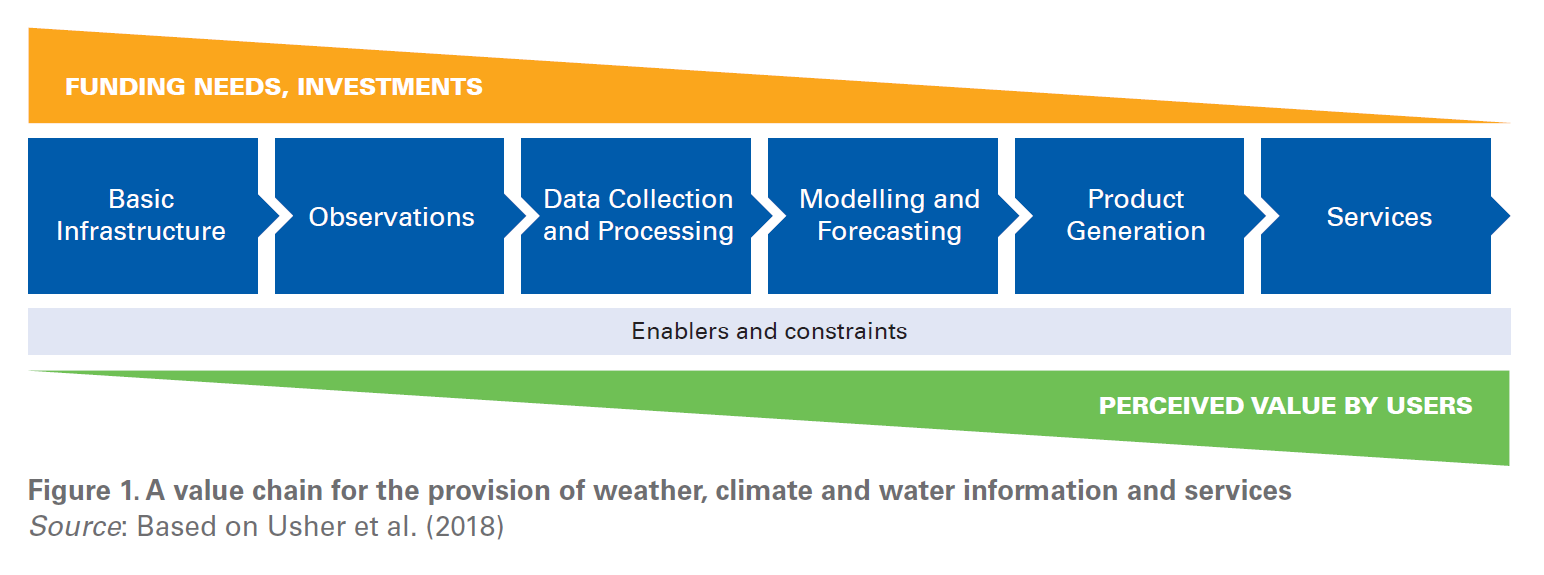 FUNDING NEEDS, INVESTMENTS
Basic
Infrastructure
Observations
Data Collection
and Processing
Modelling and
Forecasting
Product
Generation
Services
Enablers and constraints
PERCEIVED VALUE BY USERS
Figure 1. A value chain for the provision of weather, climate and water information and services
Source: Based on Usher et al. (2018)